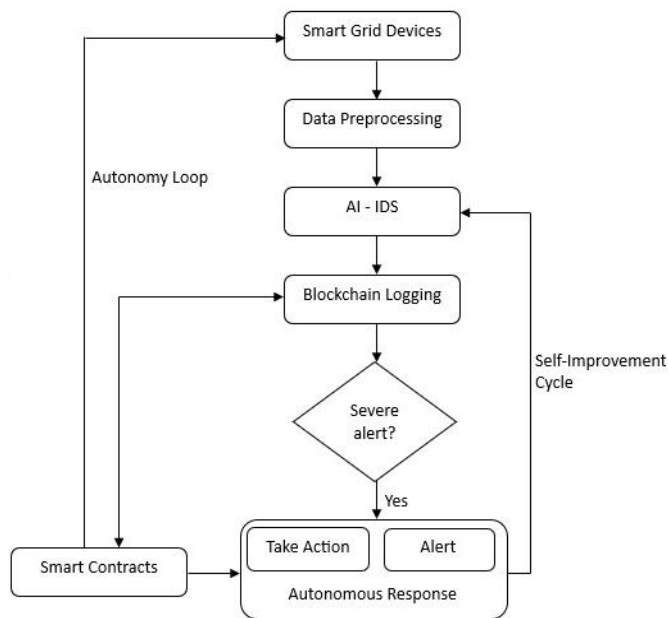 Smart Grid Devices
Data Preprocessing
Autonomy Loop
AI - IDS
Blockchain Logging
Self-Improvement
Cycle
Severe
alert?
Yes
Take Action
Alert
Smart Contracts
Autonomous Response